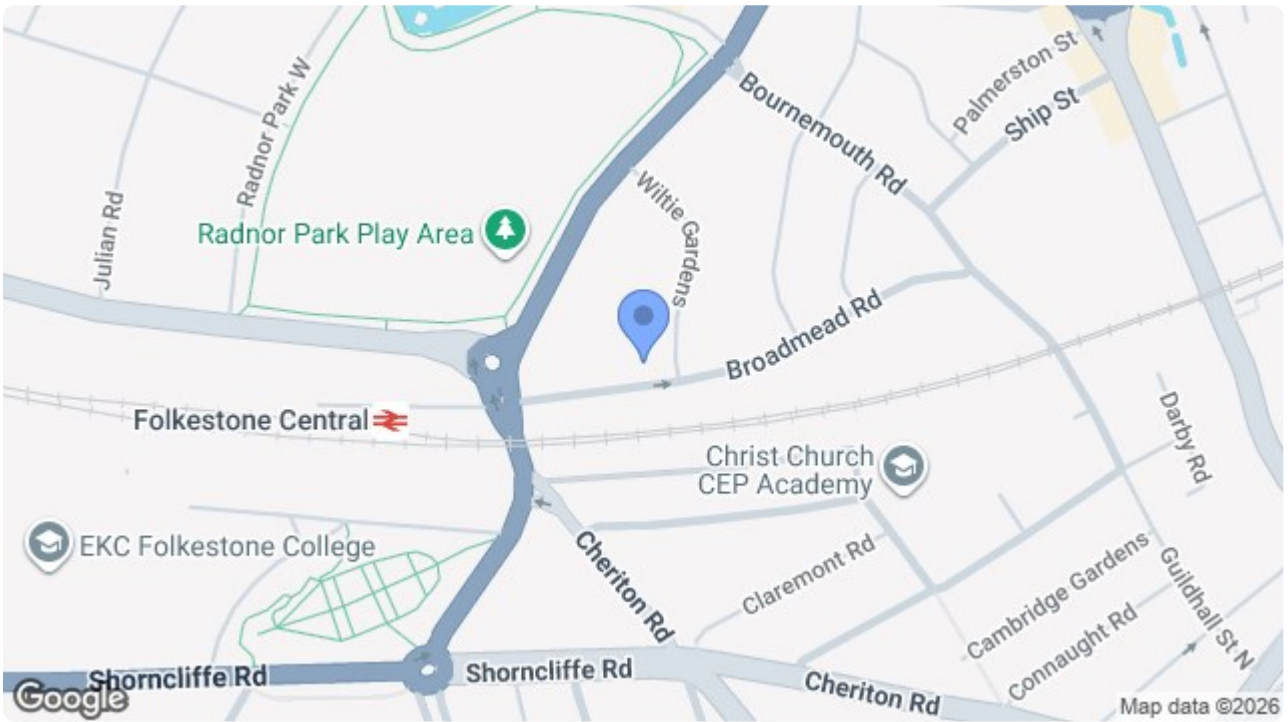 Palmerston St
Radnor Park W
Bournemouth Rd
Ship St
Wiltie Gardens
Julian Rd
Radnor Park Play Area
Broadmead Rd
Folkestone Central
Darby Rd
Christ Church
CEP Academy
EKC Folkestone College
Cheriton Rd
Claremont Rd
Cambridge Gardens
Guildhall St N
Connaught Rd
Shorncliffe Rd
Shorncliffe Rd
Cheriton Rd
Google
Map data ©2026